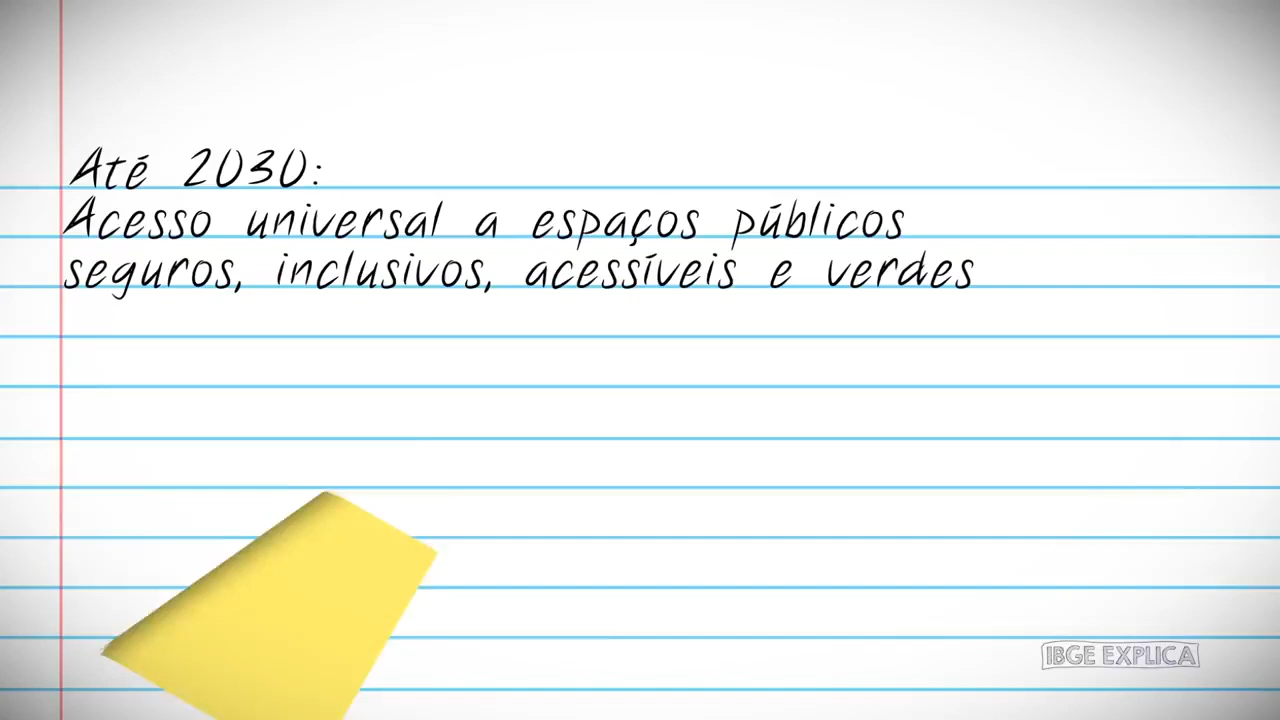 Até 2030:
Acesso universal a espaços públicos
seguros, inclusivos, acessíveis e verdes
IBGE EXPLICA